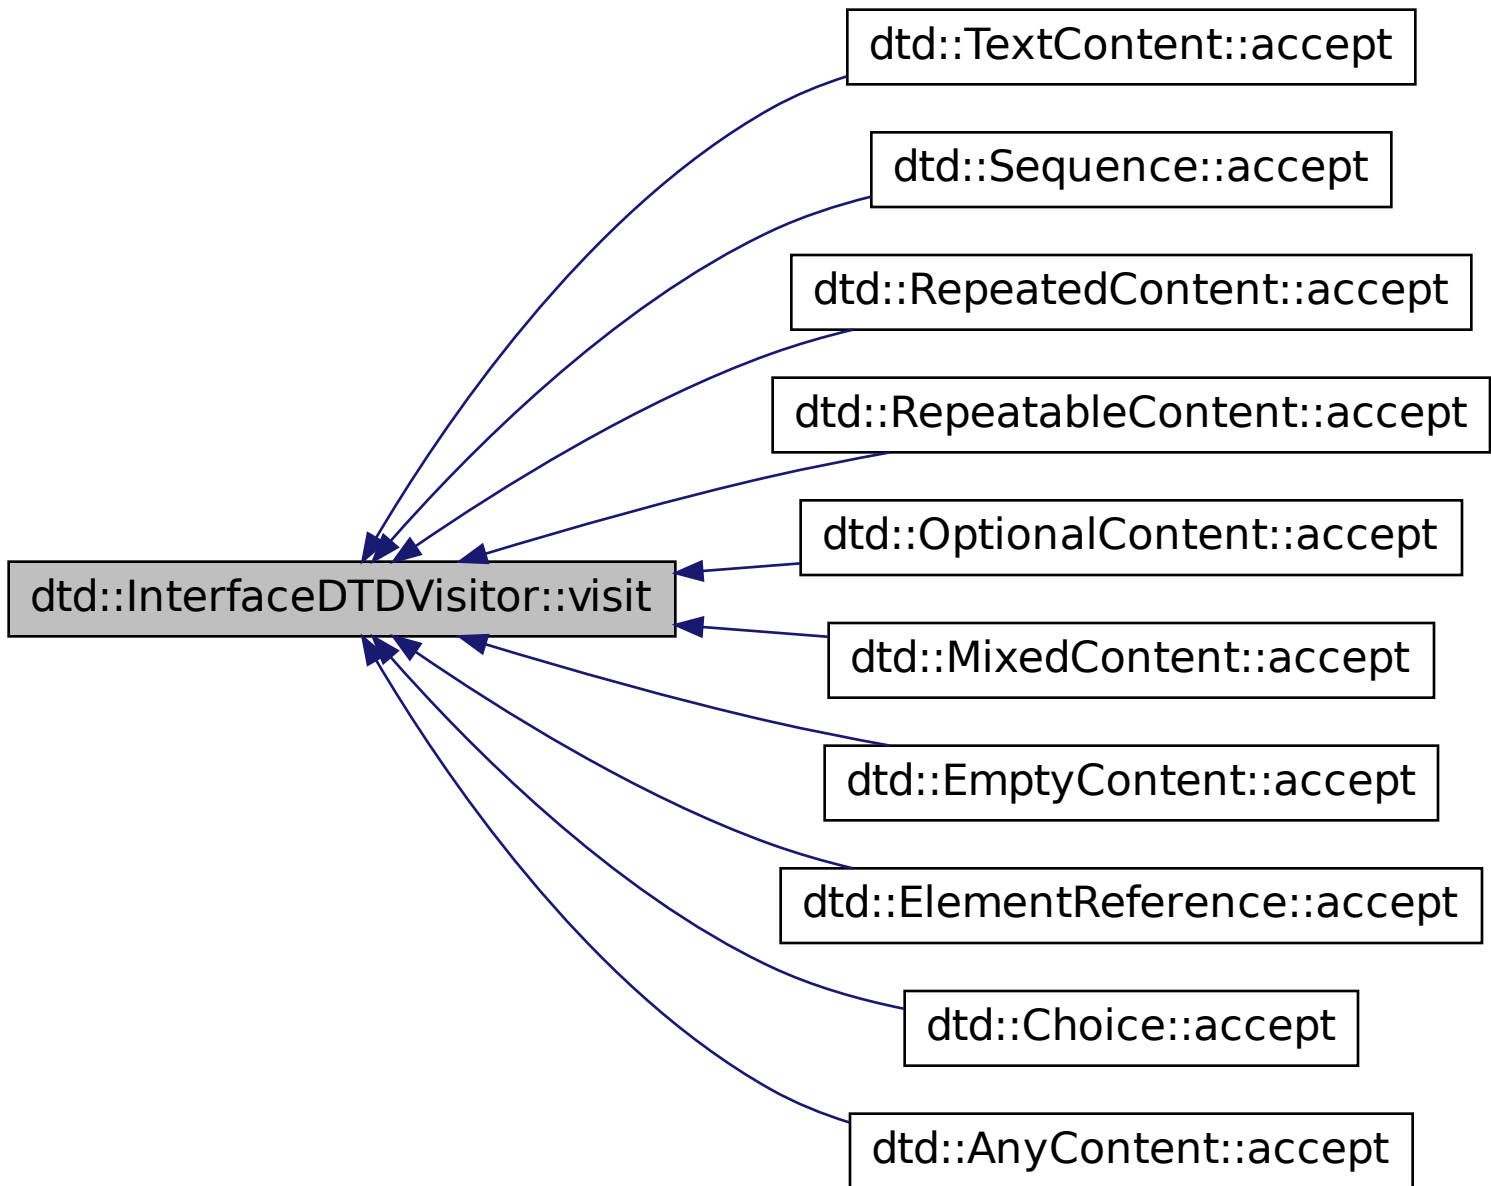 dtd::TextContent::accept
dtd::Sequence::accept
dtd::RepeatedContent::accept
dtd::RepeatableContent::accept
dtd::OptionalContent::accept
dtd::InterfaceDTDVisitor::visit
dtd::MixedContent::accept
dtd::EmptyContent::accept
dtd::ElementReference::accept
dtd::Choice::accept
dtd::AnyContent::accept